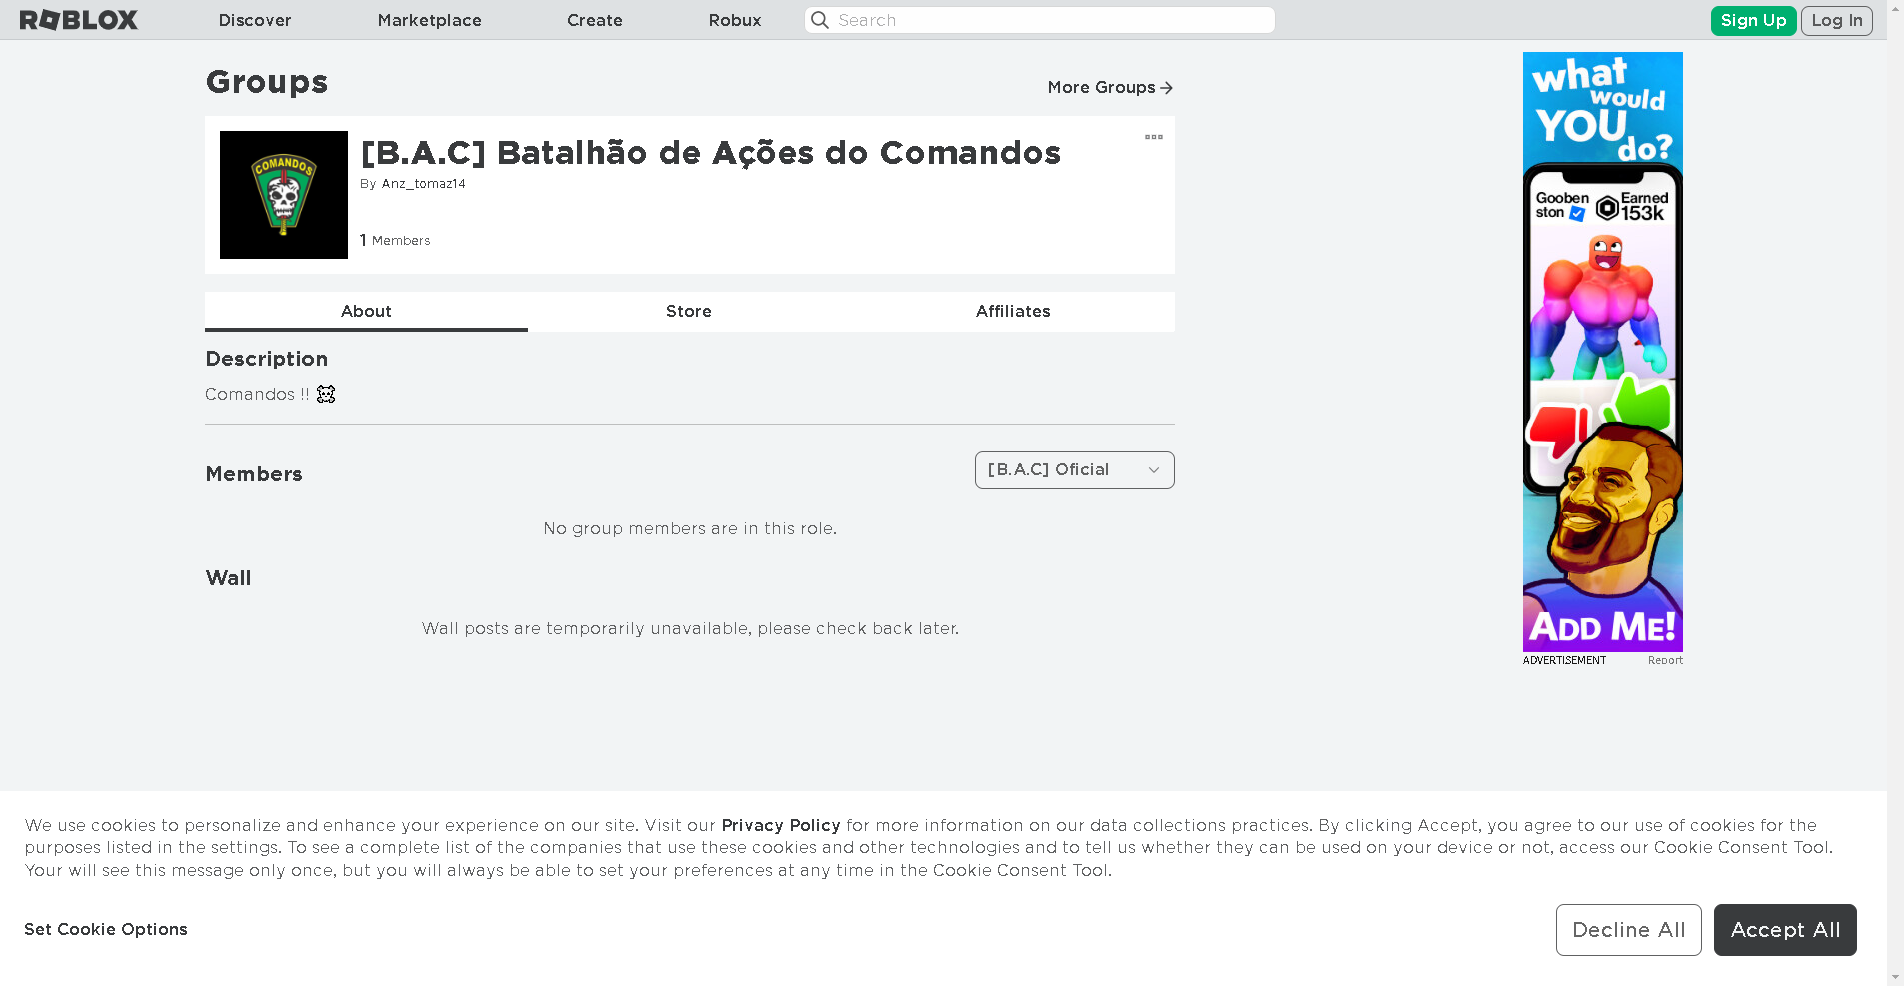 ROBLOX
Discover
Marketplace
Create
Robux
Search
Sign Up
Log In
Groups
More Groups
COMANDOS
[B.A.C] Batalhão de Ações do Comandos
By Anz_tomaz14
1 Members
About
Store
Affiliates
Description
Comandos !! ☠️
Members
[B.A.C] Oficial
No group members are in this role.
Wall
Wall posts are temporarily unavailable, please check back later.
what
would
YOU
do?
Gooben
ston
Earned
153k
ADD ME!
ADVERTISEMENT
Report
We use cookies to personalize and enhance your experience on our site. Visit our Privacy Policy for more information on our data collections practices. By clicking Accept, you agree to our use of cookies for the
purposes listed in the settings. To see a complete list of the companies that use these cookies and other technologies and to tell us whether they can be used on your device or not, access our Cookie Consent Tool.
Your will see this message only once, but you will always be able to set your preferences at any time in the Cookie Consent Tool.
Set Cookie Options
Decline All
Accept All